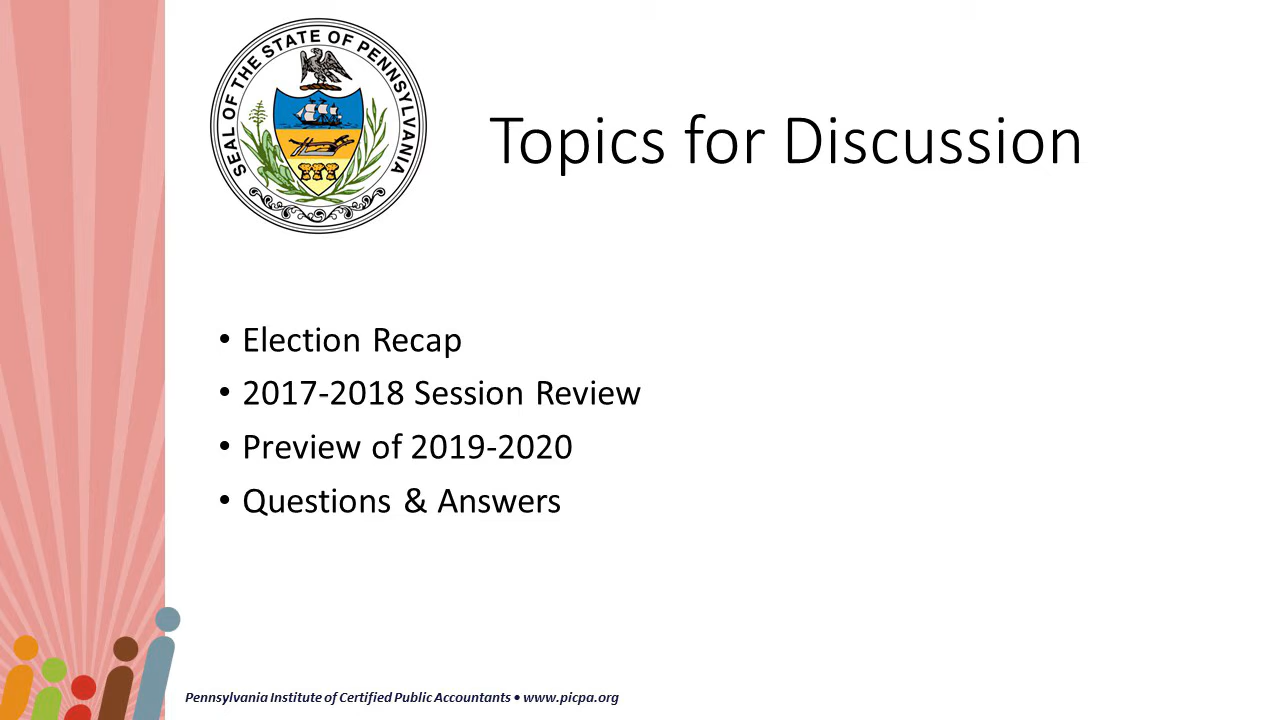 SEAL OF THE STATE OF PENNSYLVANIA
Topics for Discussion
• Election Recap
• 2017-2018 Session Review
• Preview of 2019-2020
• Questions & Answers
Pennsylvania Institute of Certified Public Accountants • www.picpa.org